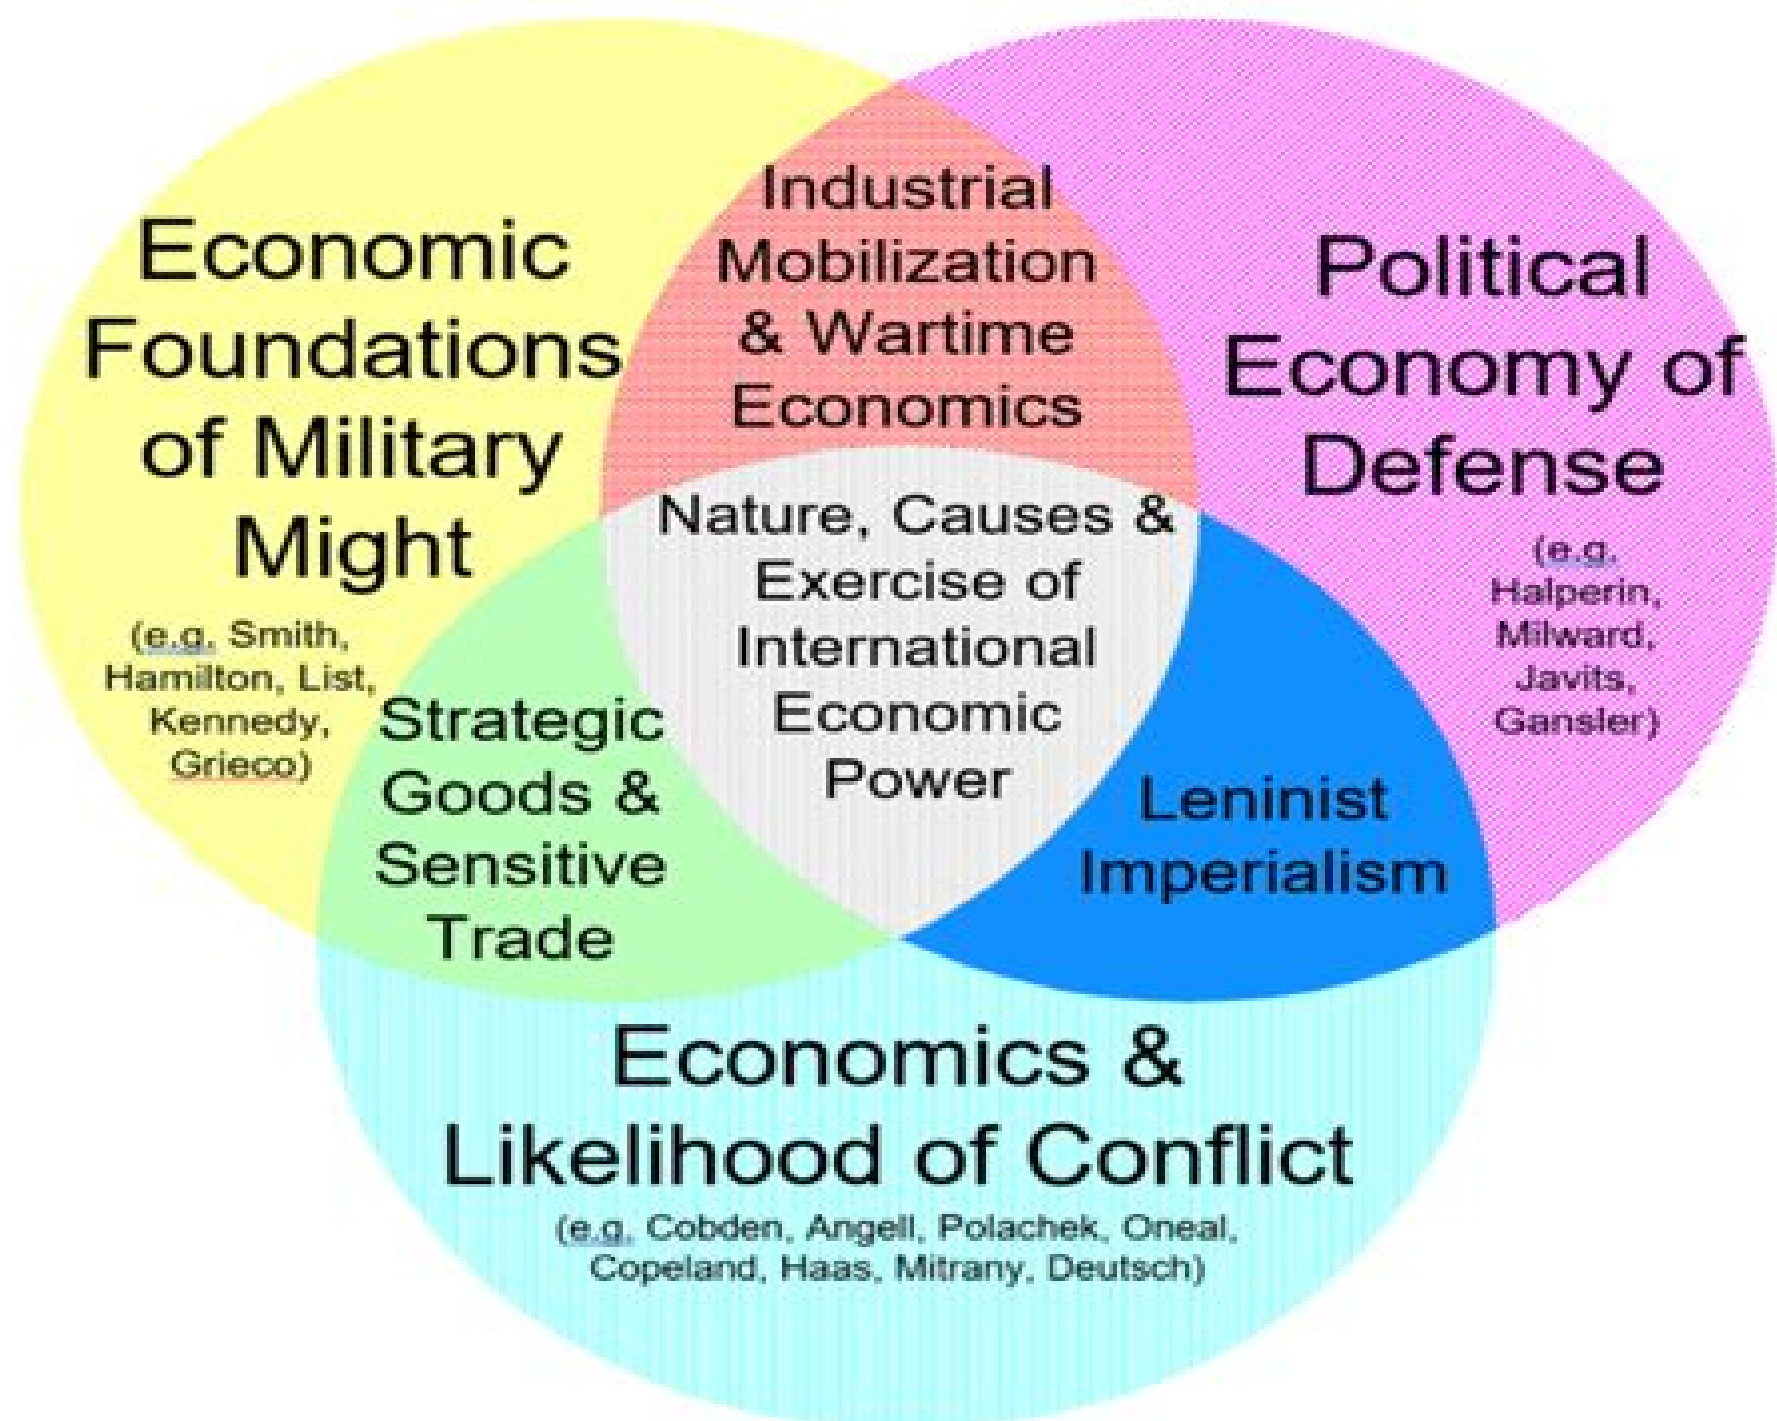 Economic
Foundations
of Military
Might
(e.g. Smith,
Hamilton, List,
Kennedy,
Grieco)
Industrial
Mobilization
& Wartime
Economics
Political
Economy of
Defense
(e.g.
Halperin,
Milward,
Javits,
Gansler)
Nature, Causes &
Exercise of
International
Economic
Power
Strategic
Goods &
Sensitive
Trade
Leninist
Imperialism
Economics &
Likelihood of Conflict
(e.g. Cobden, Angell, Polachek, Oneal,
Copeland, Haas, Mitrany, Deutsch)